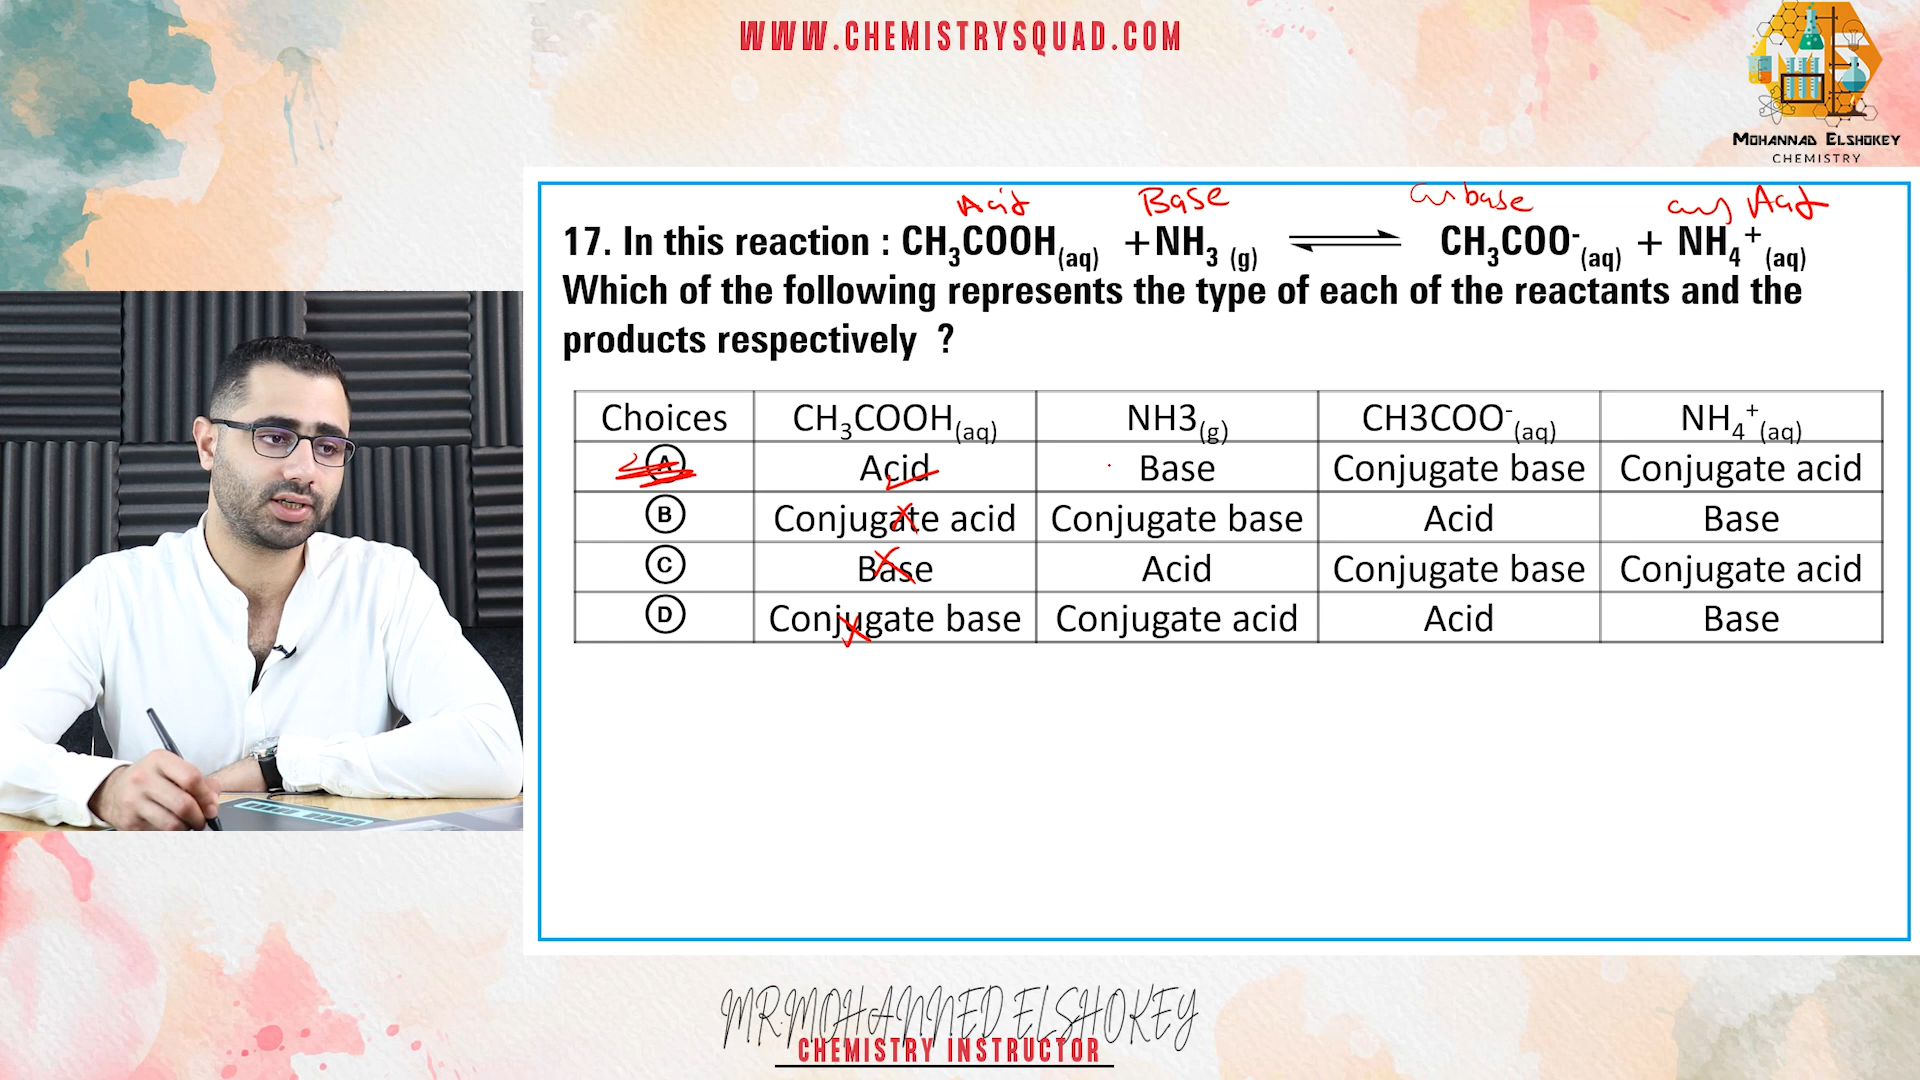 WWW.CHEMISTRYSQUAD.COM
MS
MOHANNAD ELSHOKEY
CHEMISTRY
Acid Base base Acid
17. In this reaction : CH₃COOH(aq) +NH₃ (g) ⇌ CH₃COO⁻(aq) + NH₄⁺(aq)
Which of the following represents the type of each of the reactants and the
products respectively ?
Choices CH₃COOH(aq) NH3(g) CH3COO⁻(aq) NH₄⁺(aq)
A Acid Base Conjugate base Conjugate acid
B Conjugate acid Conjugate base Acid Base
C Base Acid Conjugate base Conjugate acid
D Conjugate base Conjugate acid Acid Base
MR.MOHANNED ELSHOKEY
CHEMISTRY INSTRUCTOR